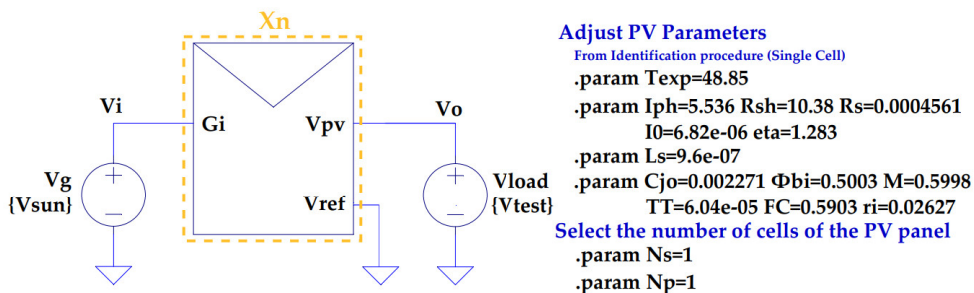 Xn
Vi
Gi
Vpv
Vo
Vg
{Vsun}
+
−
Vref
+
−
Vload
{Vtest}
Adjust PV Parameters
From Identification procedure (Single Cell)
.param Texp=48.85
.param Iph=5.536 Rsh=10.38 Rs=0.0004561
I0=6.82e-06 eta=1.283
.param Ls=9.6e-07
.param Cjo=0.002271 Φbi=0.5003 M=0.5998
TT=6.04e-05 FC=0.5903 ri=0.02627
Select the number of cells of the PV panel
.param Ns=1
.param Np=1